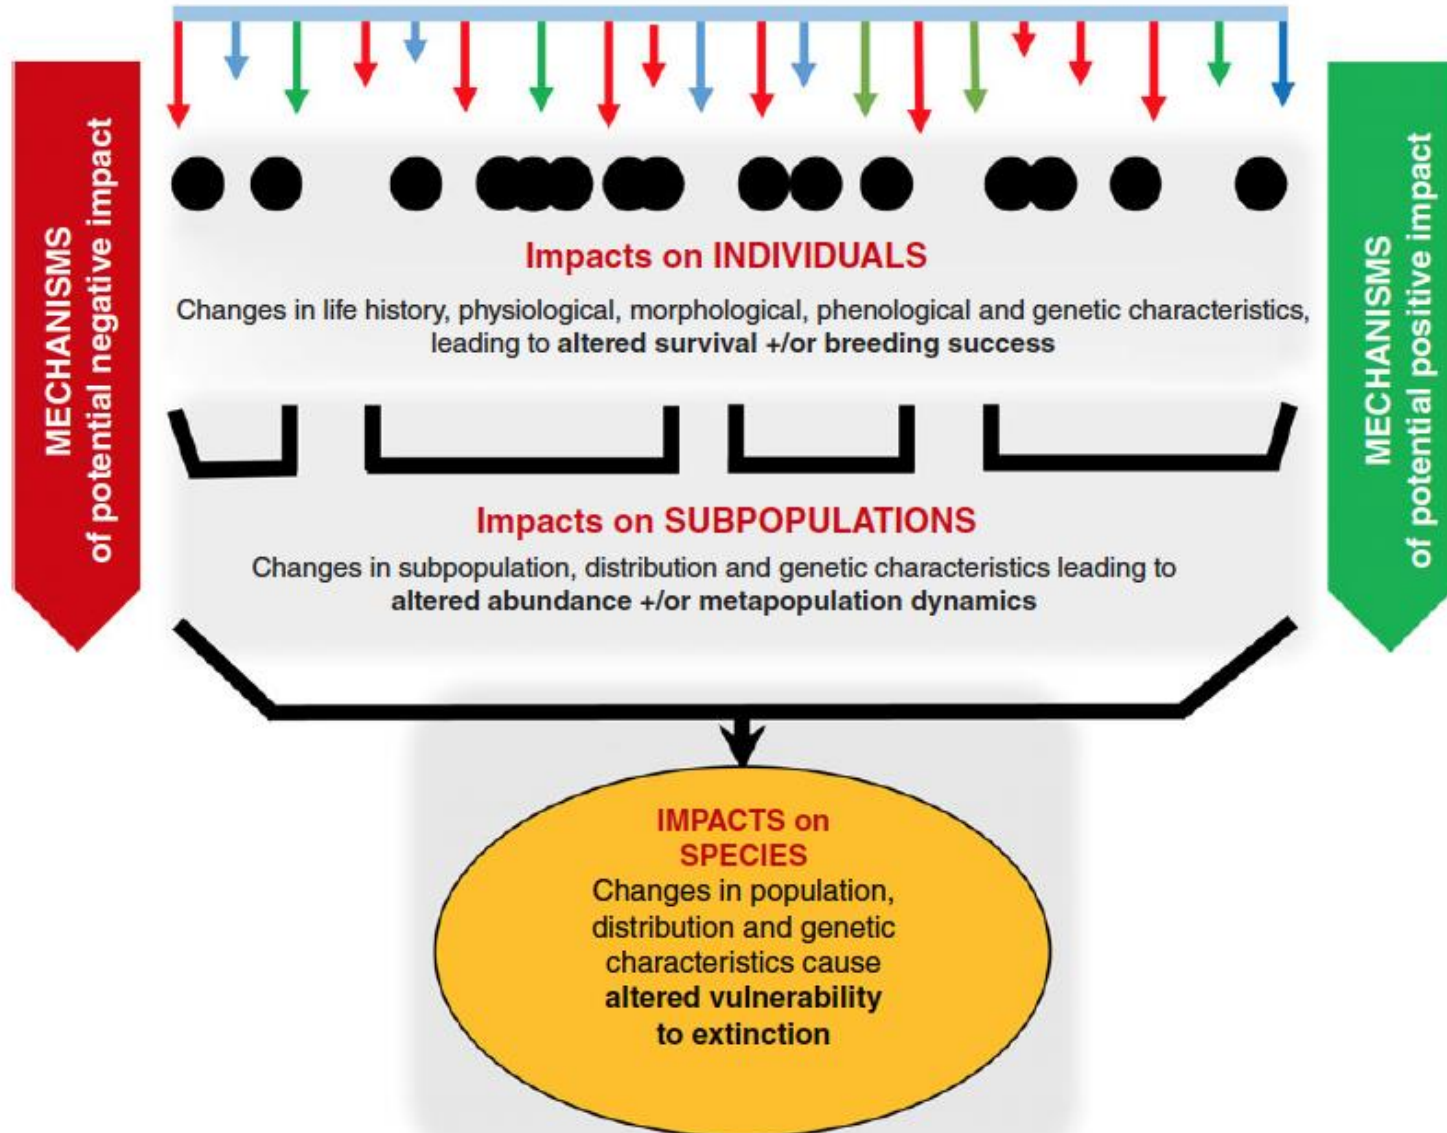 MECHANISMS
of potential negative impact
Impacts on INDIVIDUALS
Changes in life history, physiological, morphological, phenological and genetic characteristics,
leading to altered survival +/or breeding success
Impacts on SUBPOPULATIONS
Changes in subpopulation, distribution and genetic characteristics leading to
altered abundance +/or metapopulation dynamics
IMPACTS on
SPECIES
Changes in population,
distribution and genetic
characteristics cause
altered vulnerability
to extinction
MECHANISMS
of potential positive impact